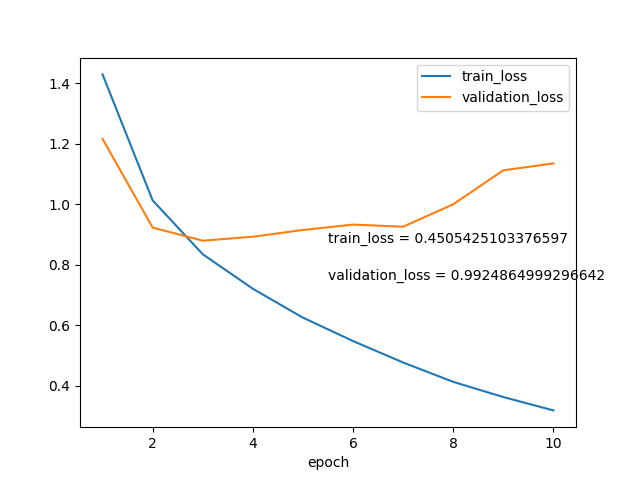 train_loss
validation_loss
1.4
1.2
1.0
train_loss = 0.4505425103376597
0.8
validation_loss = 0.9924864999296642
0.6
0.4
2 4 6 8 10
epoch